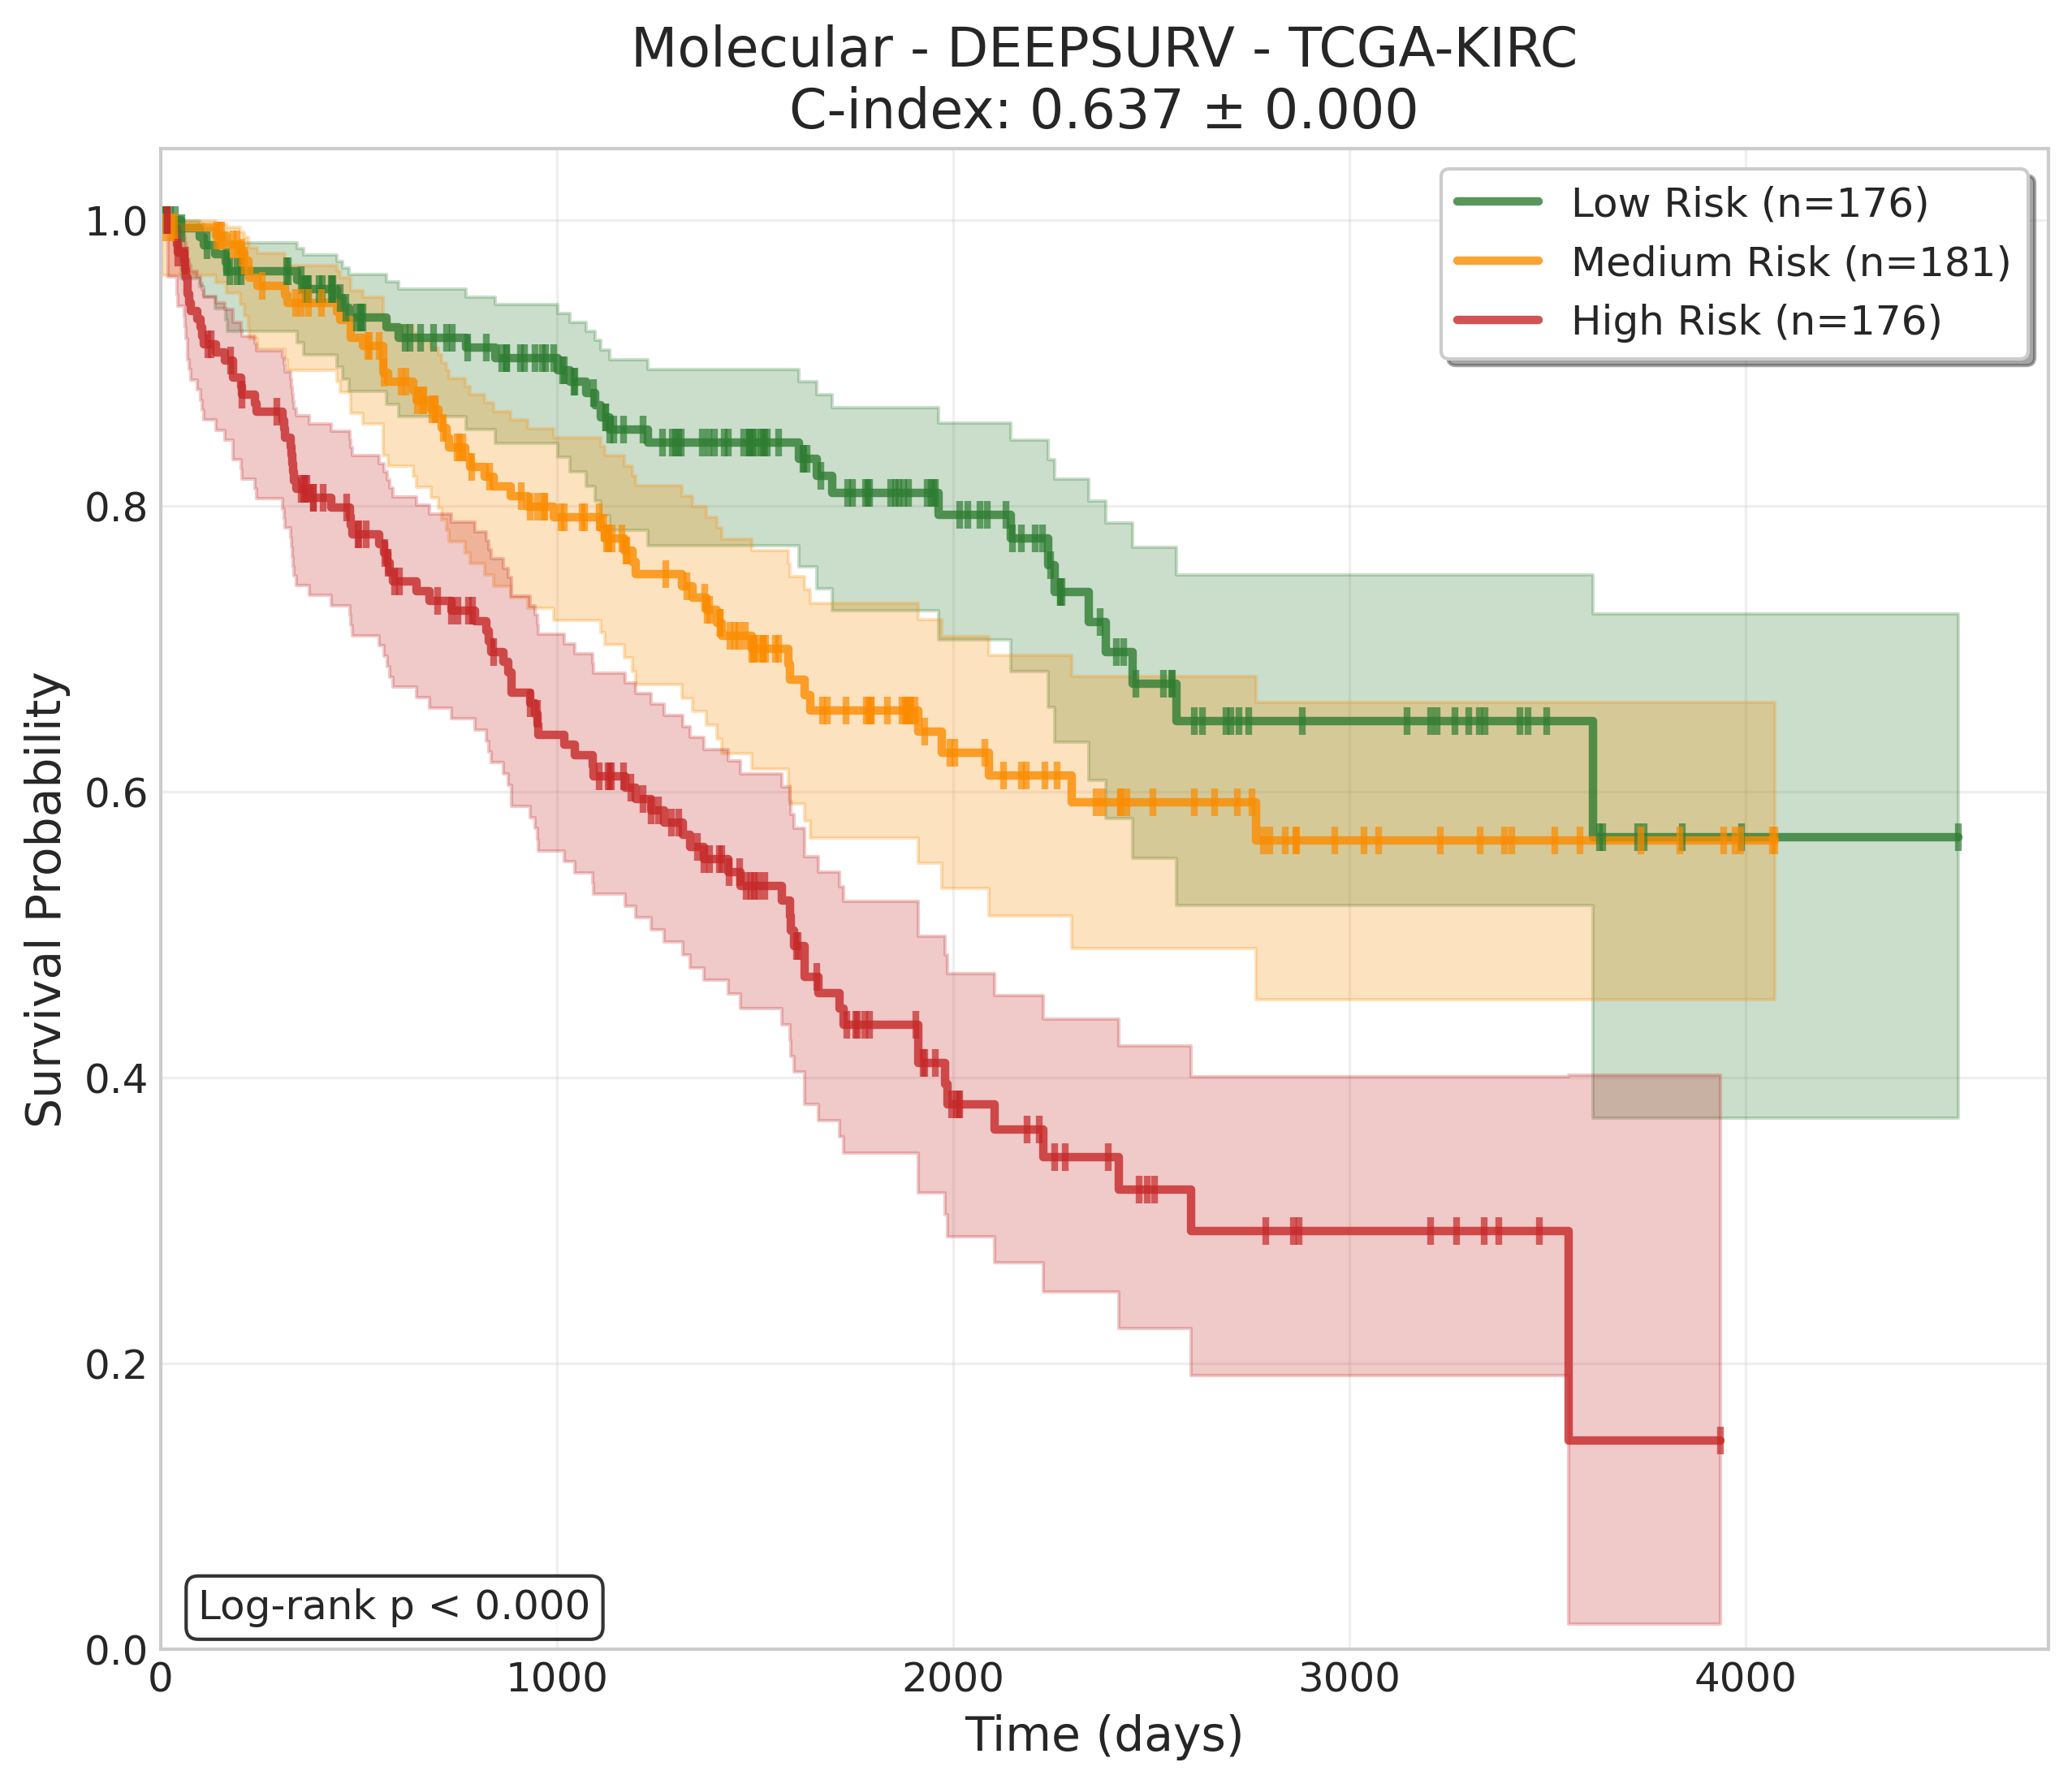 Molecular - DEEPSURV - TCGA-KIRC
C-index: 0.637 ± 0.000
Low Risk (n=176)
Medium Risk (n=181)
High Risk (n=176)
Survival Probability
1.0
0.8
0.6
0.4
0.2
0.0
Log-rank p < 0.000
0 1000 2000 3000 4000
Time (days)